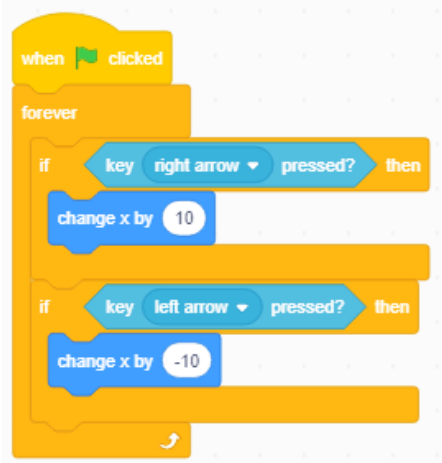 when clicked
forever
if key right arrow pressed? then
change x by 10
if key left arrow pressed? then
change x by -10